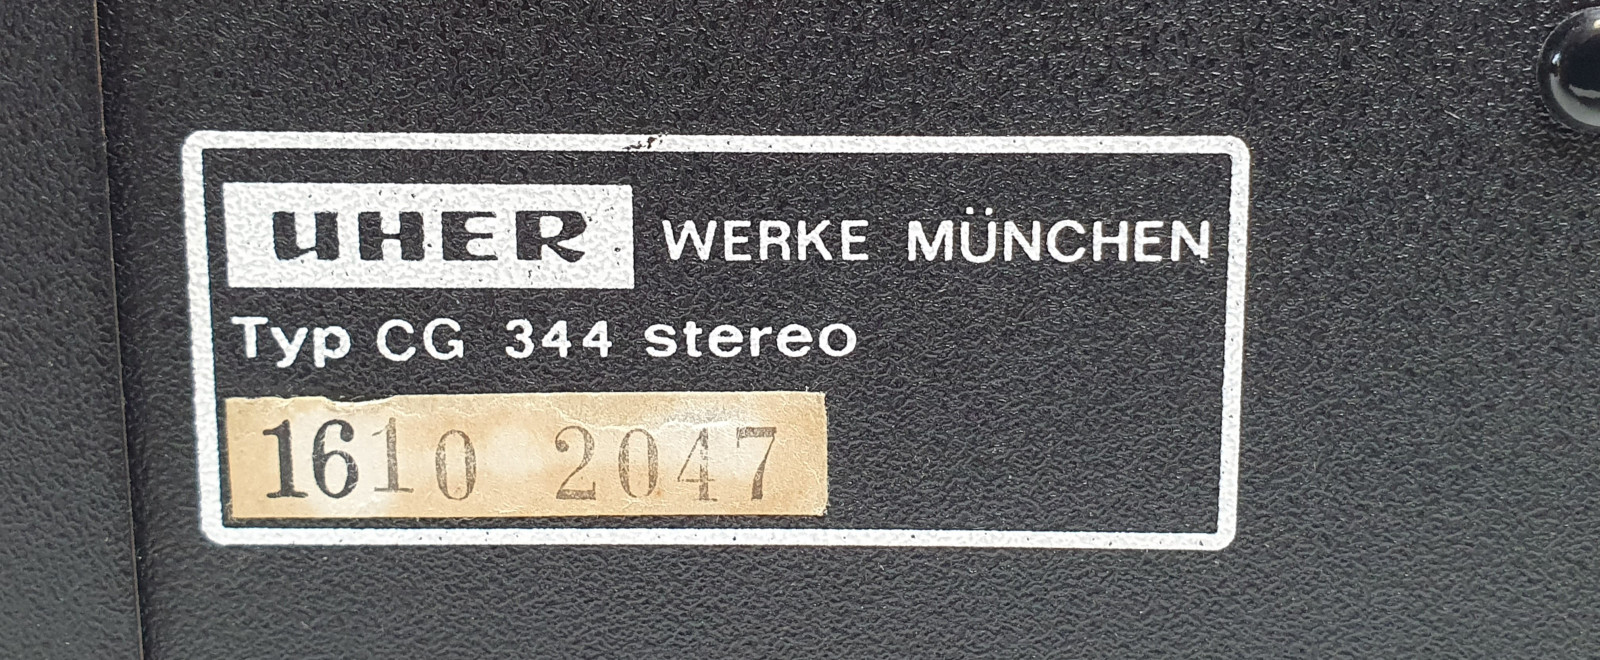 UHER WERKE MÜNCHEN
Typ CG 344 stereo
1610 2047